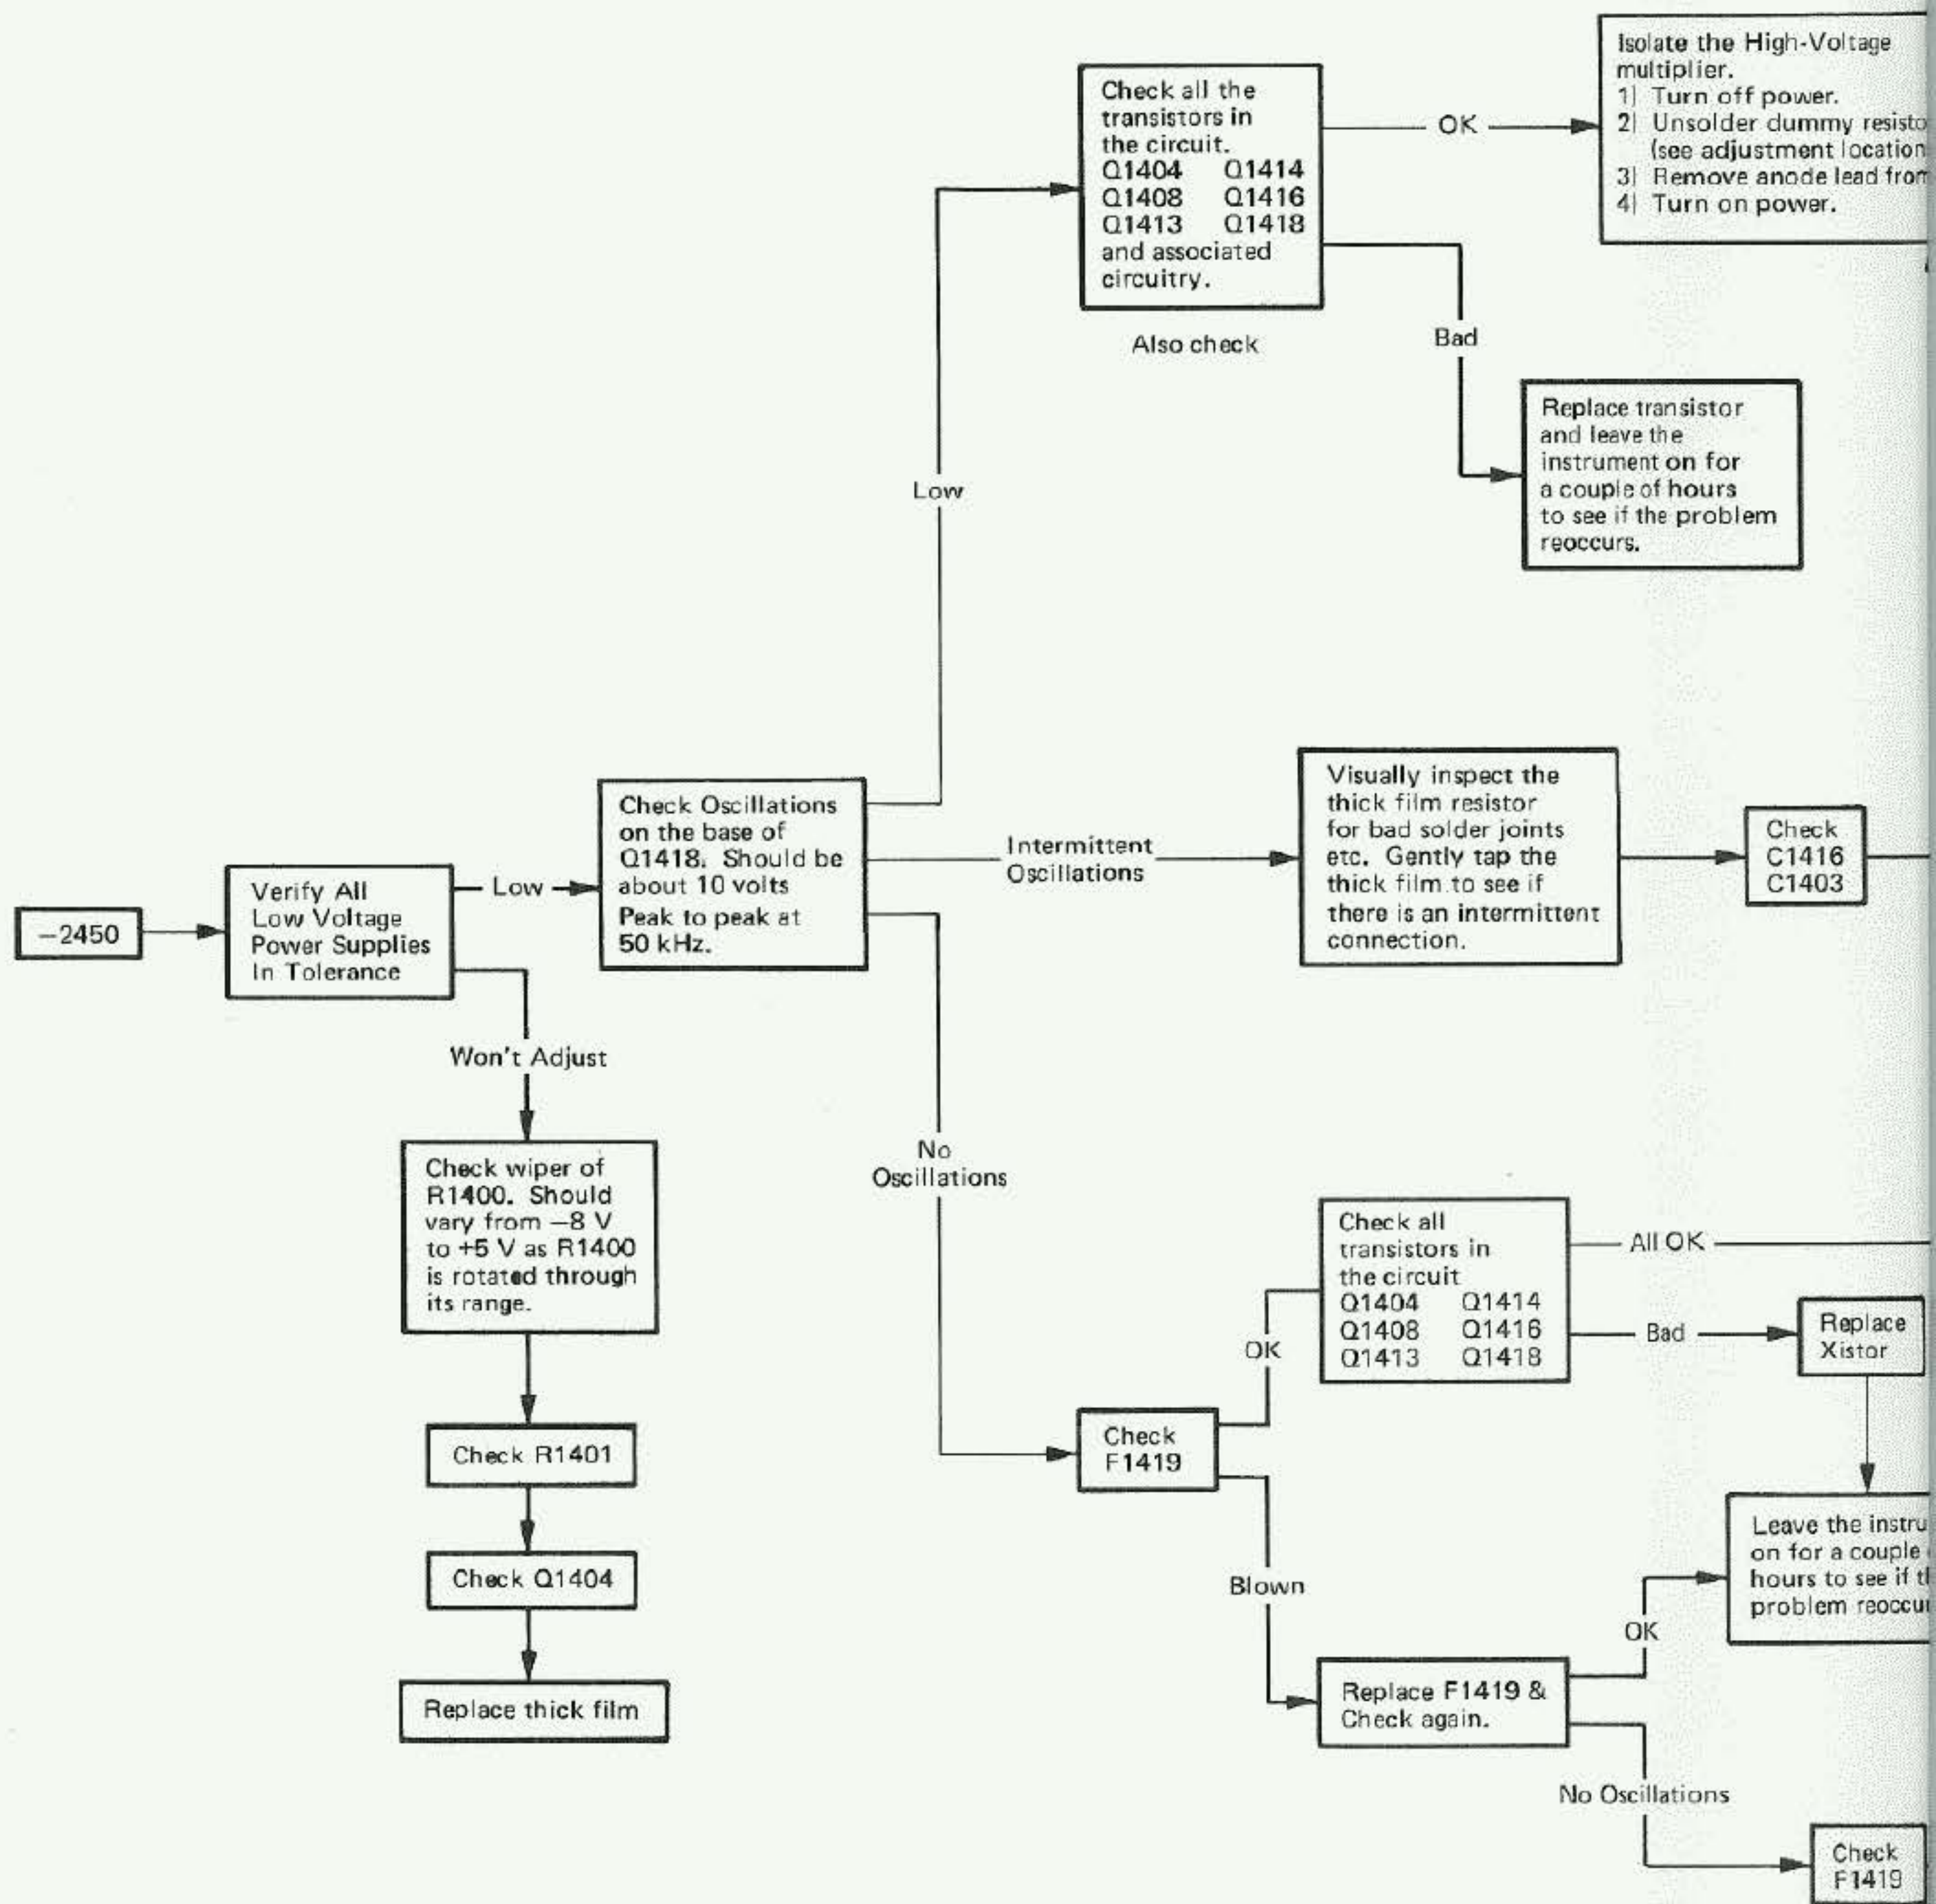 Isolate the High-Voltage
multiplier.
1) Turn off power.
2) Unsolder dummy
(see adjustment
3) Remove anode lead
4) Turn on power.
Check all the
transistors in
the circuit.
Q1404 Q1414
Q1408 Q1416
Q1413 Q1418
and associated
circuitry.
OK
Also check
Bad
Replace transistor
and leave the
instrument on for
a couple of hours
to see if the problem
reoccurs.
Low
-2450
Verify All
Low Voltage
Power Supplies
In Tolerance
Low
Check Oscillations
on the base of
Q1418. Should be
about 10 volts
Peak to peak at
50 kHz.
Intermittent
Oscillations
Visually inspect the
thick film resistor
for bad solder joints
etc. Gently tap the
thick film to see if
there is an intermittent
connection.
Check
C1416
C1403
Won't Adjust
Check wiper of
R1400. Should
vary from -8 V
to +5 V as R1400
is rotated through
its range.
Check R1401
Check Q1404
Replace thick film
No
Oscillations
Check
F1419
OK
Check all
transistors in
the circuit
Q1404 Q1414
Q1408 Q1416
Q1413 Q1418
All OK
Bad
Replace
Xistor
Blown
Replace F1419 &
Check again.
OK
Leave the
on for a couple
hours to see if
problem
No Oscillations
Check
F1419